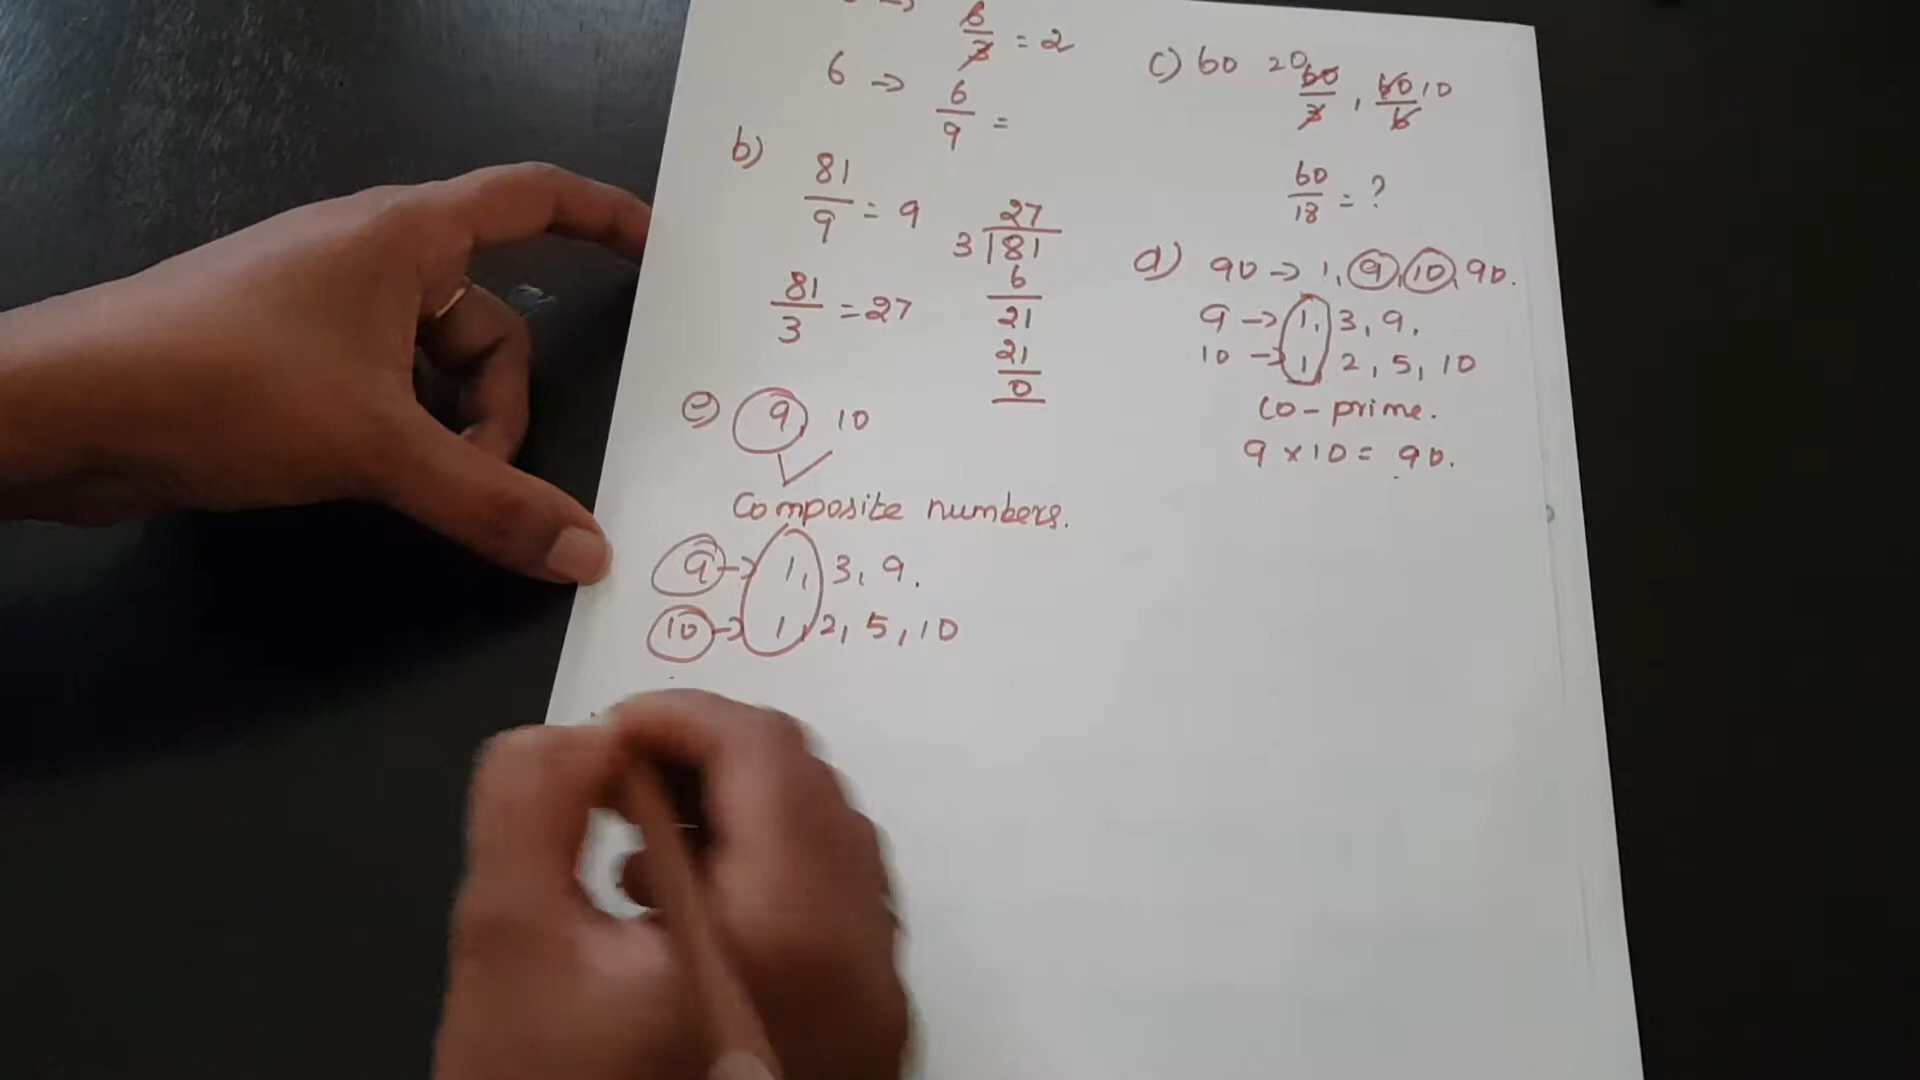 6/3 = 2
6 → 6/9 =
b) 81/9 = 9
81/3 = 27
27
3 | 81
6
21
21
0
e) 9, 10
Composite numbers.
9 → 1, 3, 9.
10 → 1, 2, 5, 10
c) 60 20 60/3 , 60/6 10
60/18 = ?
d) 90 → 1, 9, 10, 90.
9 → 1, 3, 9.
10 → 1, 2, 5, 10
co-prime.
9 × 10 = 90.